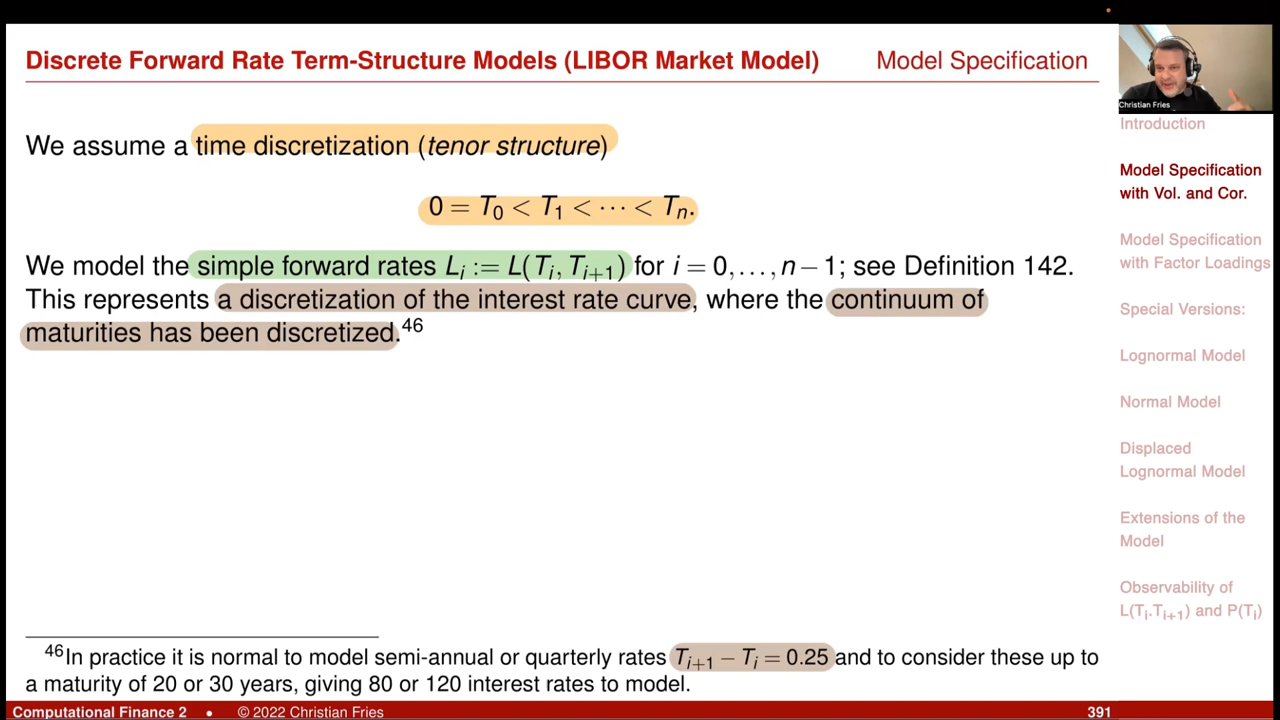 Discrete Forward Rate Term-Structure Models (LIBOR Market Model) Model Specification
Christian Fries
We assume a time discretization (tenor structure)
0 = T₀ < T₁ < ⋯ < Tₙ.
We model the simple forward rates Lᵢ := L(Tᵢ, Tᵢ₊₁) for i = 0, …, n − 1; see Definition 142.
This represents a discretization of the interest rate curve, where the continuum of
maturities has been discretized.⁴⁶
⁴⁶In practice it is normal to model semi-annual or quarterly rates Tᵢ₊₁ − Tᵢ = 0.25 and to consider these up to
a maturity of 20 or 30 years, giving 80 or 120 interest rates to model.
Introduction
Model Specification
with Vol. and Cor.
Model Specification
with Factor Loadings
Special Versions:
Lognormal Model
Normal Model
Displaced
Lognormal Model
Extensions of the
Model
Observability of
L(Tᵢ.Tᵢ₊₁) and P(Tᵢ)
Computational Finance 2 • © 2022 Christian Fries 391